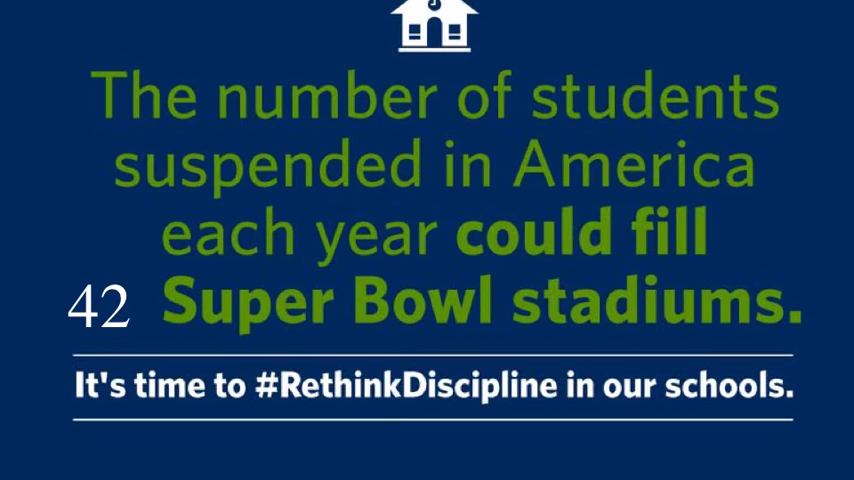 The number of students
suspended in America
each year could fill
42 Super Bowl stadiums.
It's time to #RethinkDiscipline in our schools.